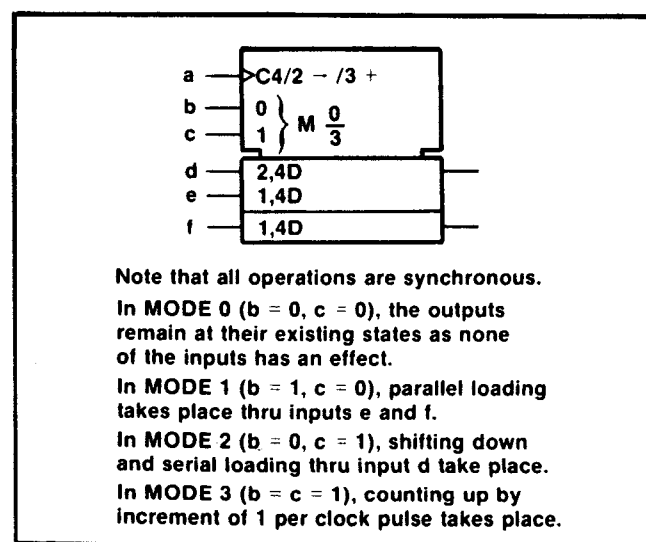 a C4/2 → /3 +
b 0
c 1 } M 0/3
d 2,4D
e 1,4D
f 1,4D
Note that all operations are synchronous.
In MODE 0 (b = 0, c = 0), the outputs
remain at their existing states as none
of the inputs has an effect.
In MODE 1 (b = 1, c = 0), parallel loading
takes place thru inputs e and f.
In MODE 2 (b = 0, c = 1), shifting down
and serial loading thru input d take place.
In MODE 3 (b = c = 1), counting up by
increment of 1 per clock pulse takes place.